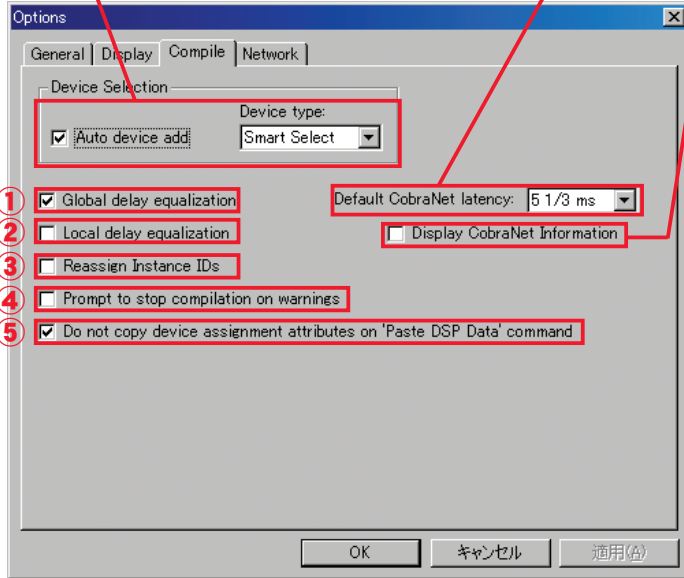 Options
General Display Compile Network
Device Selection
Device type:
Auto device add Smart Select
① Global delay equalization Default CobraNet latency: 5 1/3 ms
② Local delay equalization Display CobraNet Information
③ Reassign Instance IDs
④ Prompt to stop compilation on warnings
⑤ Do not copy device assignment attributes on 'Paste DSP Data' command
OK キャンセル 適用(A)